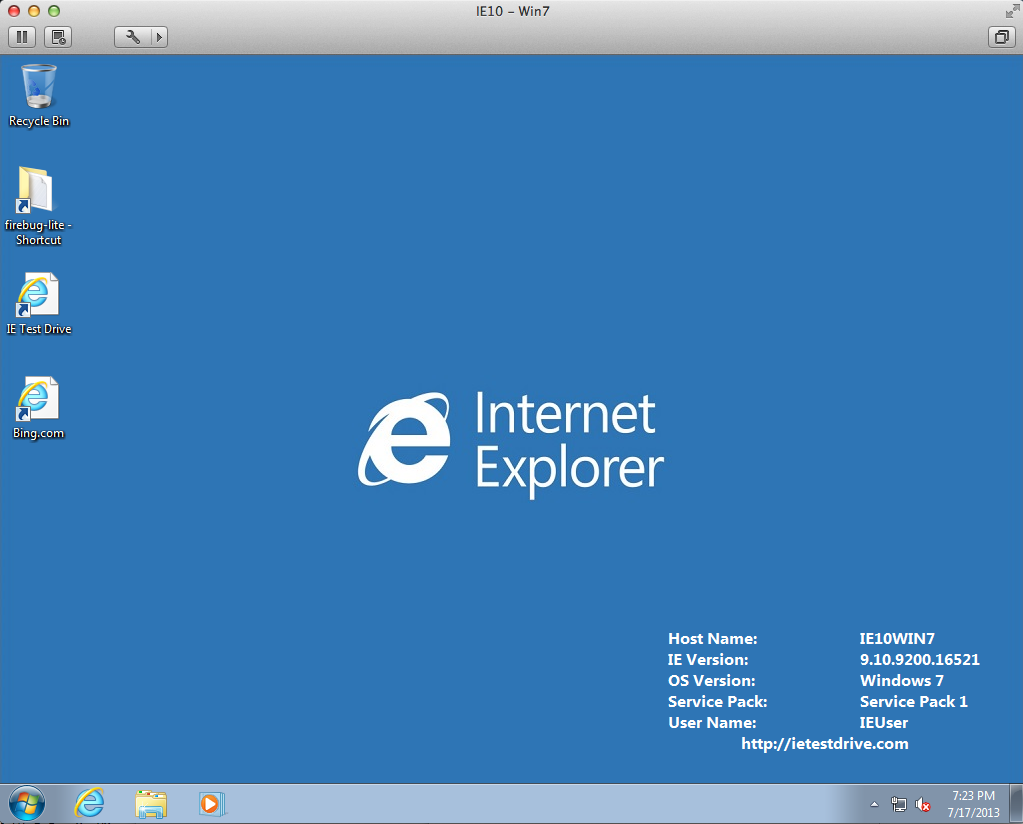 IE10 – Win7
Recycle Bin
firebug-lite -
Shortcut
IE Test Drive
Bing.com
Internet
Explorer
Host Name: IE10WIN7
IE Version: 9.10.9200.16521
OS Version: Windows 7
Service Pack: Service Pack 1
User Name: IEUser
http://ietestdrive.com
7:23 PM
7/17/2013